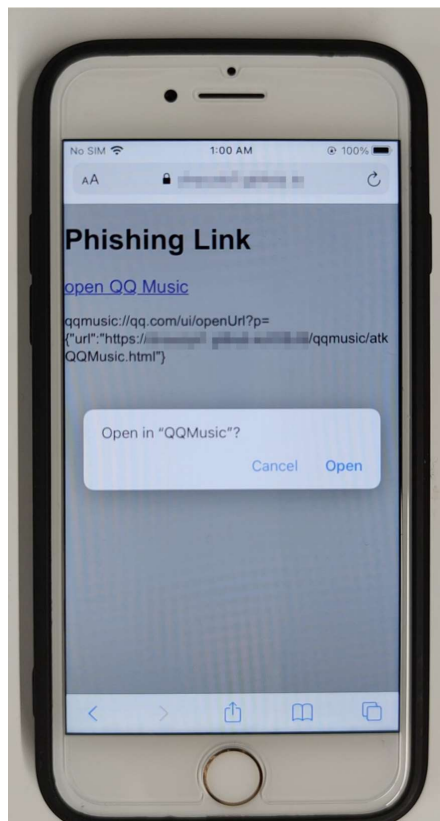 No SIM 1:00 AM 100%
AA
Phishing Link
open QQ Music
qqmusic://qq.com/ui/openUrl?p=
{"url":"https:// /qqmusic/atk
QQMusic.html"}
Open in “QQMusic”?
Cancel Open